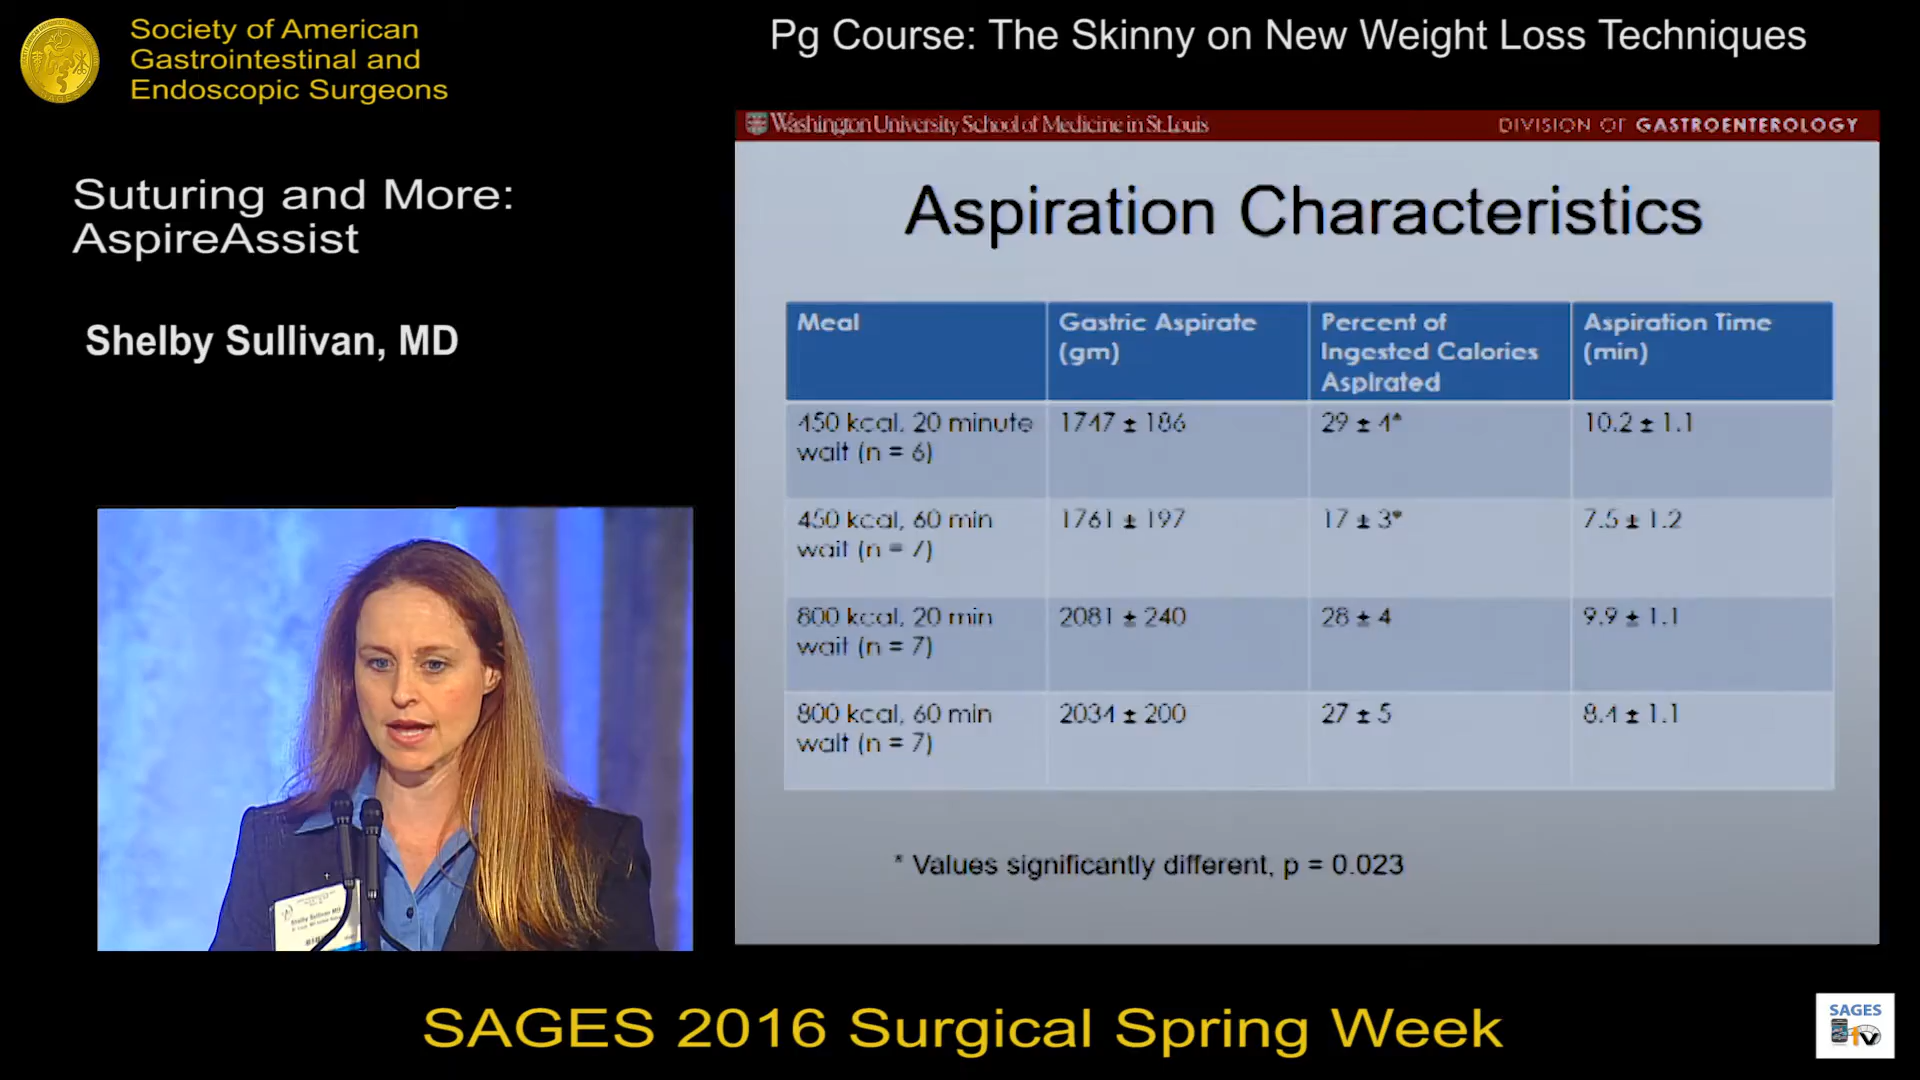 Society of American
Gastrointestinal and
Endoscopic Surgeons
Pg Course: The Skinny on New Weight Loss Techniques
Suturing and More:
AspireAssist
Shelby Sullivan, MD
Washington University School of Medicine in St. Louis
DIVISION OF GASTROENTEROLOGY
Aspiration Characteristics
Meal
Gastric Aspirate
(gm)
Percent of
Ingested Calories
Aspirated
Aspiration Time
(min)
450 kcal, 20 minute
wait (n = 6)
1747 ± 186
29 ± 4*
10.2 ± 1.1
450 kcal, 60 min
wait (n = 7)
1761 ± 197
17 ± 3*
7.5 ± 1.2
800 kcal, 20 min
wait (n = 7)
2081 ± 240
28 ± 4
9.9 ± 1.1
800 kcal, 60 min
wait (n = 7)
2034 ± 200
27 ± 5
8.4 ± 1.1
* Values significantly different, p = 0.023
Shelby Sullivan MD
SAGES 2016 Surgical Spring Week
SAGES
TV